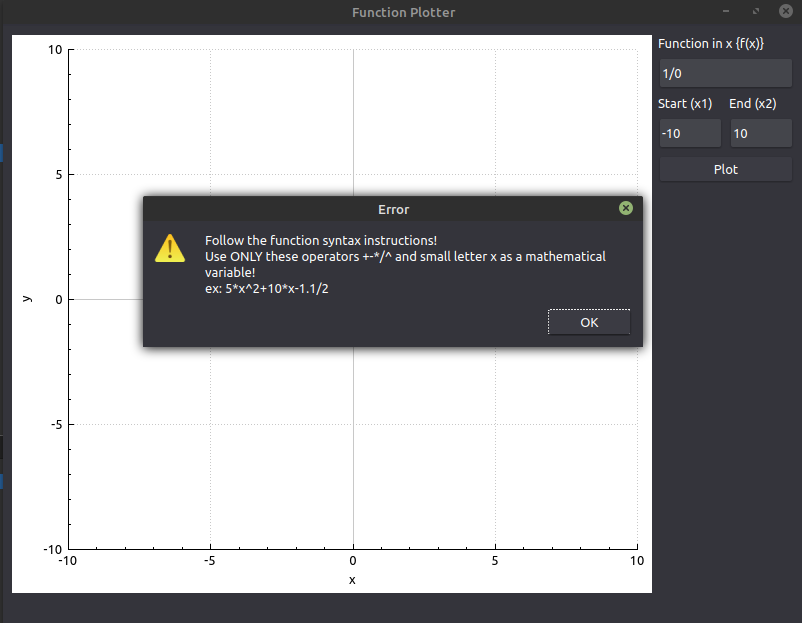 Function Plotter
Function in x {f(x)}
1/0
Start (x1) End (x2)
-10 10
Plot
Error
Follow the function syntax instructions!
Use ONLY these operators +-*/^ and small letter x as a mathematical
variable!
ex: 5*x^2+10*x-1.1/2
OK
10
5
0
-5
-10
y
-10 -5 0 5 10
x